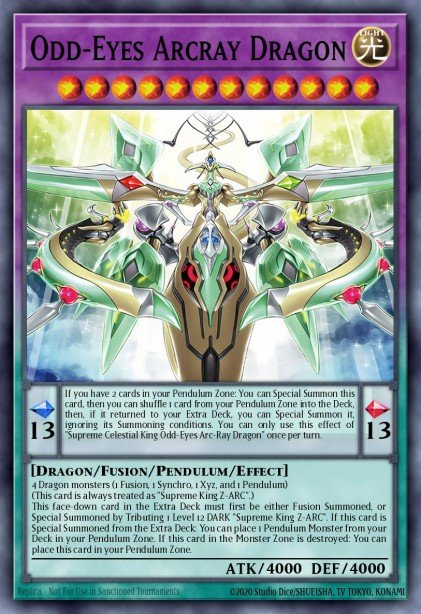 ODD-EYES ARCRAY DRAGON
LIGHT
光
If you have 2 cards in your Pendulum Zone: You can Special Summon this
card, then you can shuffle 1 card from your Pendulum Zone into the Deck,
then, if it returned to your Extra Deck, you can Special Summon it,
ignoring its Summoning conditions. You can only use this effect of
"Supreme Celestial King Odd-Eyes Arc-Ray Dragon" once per turn.
13
13
[DRAGON/FUSION/PENDULUM/EFFECT]
4 Dragon monsters (1 Fusion, 1 Synchro, 1 Xyz, and 1 Pendulum)
(This card is always treated as "Supreme King Z-ARC".)
This face-down card in the Extra Deck must first be either Fusion Summoned, or
Special Summoned by Tributing 1 Level 12 DARK "Supreme King Z-ARC". If this card is
Special Summoned from the Extra Deck: You can place 1 Pendulum Monster from your
Deck in your Pendulum Zone. If this card in the Monster Zone is destroyed: You can
place this card in your Pendulum Zone.
ATK/4000 DEF/4000
Replica - Not For Use in Sanctioned Tournaments
©2020 Studio Dice/SHUEISHA, TV TOKYO, KONAMI